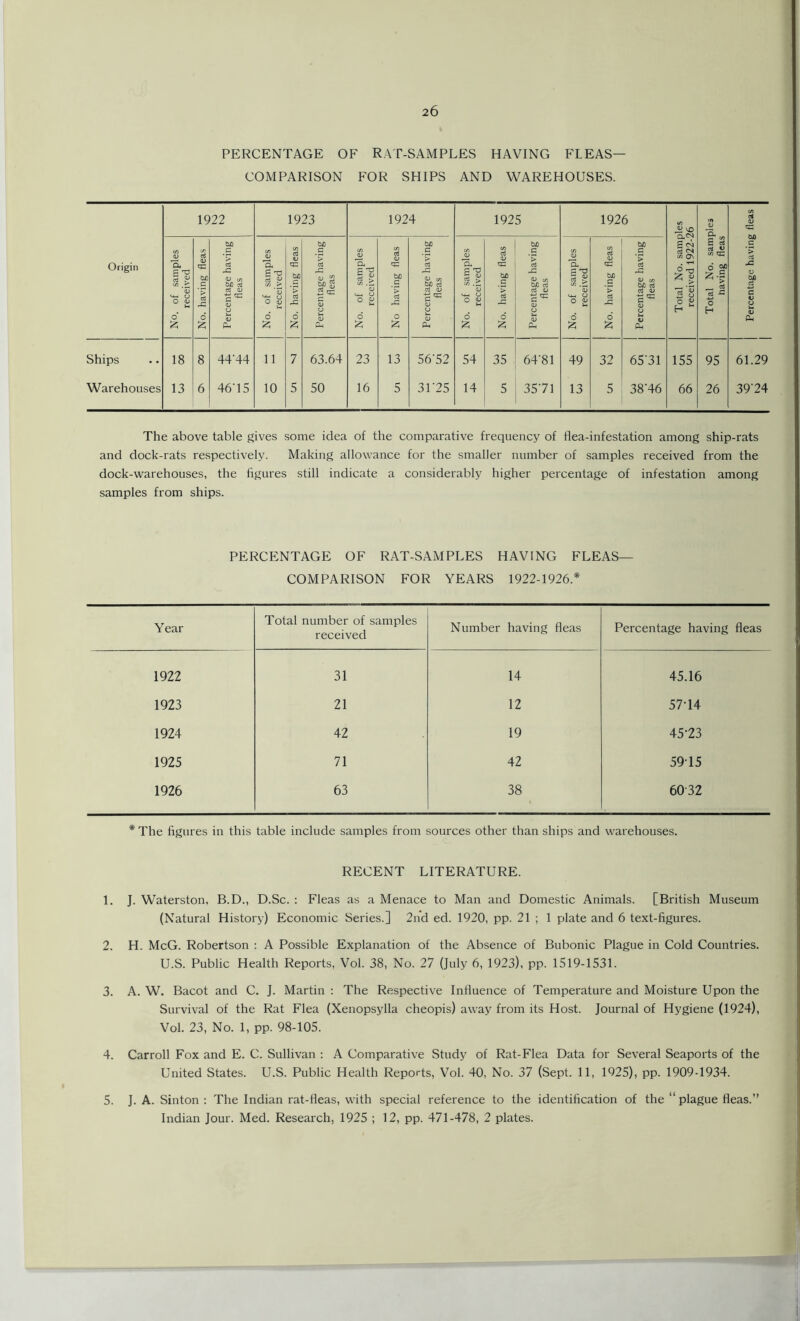 26
PERCENTAGE OF RAT-SAMPLES HAVING FLEAS—
COMPARISON FOR SHIPS AND WAREHOUSES.
Origin 1922 1923 1924 1925 1926 Total No. samples received 1922-26 Total No. samples having fleas Percentage having fleas
No. of samples received No. having fleas Percentage having fleas No. of samples received No. having fleas Percentage having fleas No. of samples received No having fleas Percentage having fleas No. of samples received No. having fleas Percentage having fleas No. of samples received No. having fleas Percentage having fleas
Ships .. 18 8 44·44 11 7 63.64 23 13 56·52 54 35 64·81 49 32 65·31 155 95 61.29
Warehouses 13 6 46·15 10 5 50 16 5 31·25 14 5 35·71 13 5 38·46 66 26 39·24
The above table gives some idea of the comparative frequency of flea-infestation among ship-rats
and dock-rats respectively. Making allowance for the smaller number of samples received from the
dock-warehouses, the figures still indicate a considerably higher percentage of infestation among
samples from ships.
PERCENTAGE OF RAT-SAMPLES HAVING FLEAS—
COMPARISON FOR YEARS 1922-1926.*
Year Total number of samples received Number having fleas Percentage having fleas
1922 31 14 45.16
1923 21 12 57·14
1924 42 19 45·23
1925 71 42 59·15
1926 63 38 60·32
* The figures in this table include samples from sources other than ships and warehouses.
RECENT LITERATURE.
1. J. Waterston, B.D., D.Sc. : Fleas as a Menace to Man and Domestic Animals. [British Museum
(Natural History) Economic Series.] 2nd ed. 1920, pp. 21 ; 1 plate and 6 text-figures.
2. H. McG. Robertson : A Possible Explanation of the Absence of Bubonic Plague in Cold Countries.
U.S. Public Health Reports, Vol. 38, No. 27 (July 6, 1923), pp. 1519-1531.
3. A. W. Bacot and C. J. Martin : The Respective Influence of Temperature and Moisture Upon the
Survival of the Rat Flea (Xenopsylla cheopis) away from its Host. Journal of Hygiene (1924),
Vol. 23, No. 1, pp. 98-105.
4. Carroll Fox and E. C. Sullivan : A Comparative Study of Rat-Flea Data for Several Seaports of the
United States. U.S. Public Health Reports, Vol. 40, No. 37 (Sept. 11, 1925), pp. 1909-1934.
5. J. A. Sinton : The Indian rat-fleas, with special reference to the identification of the “plague fleas.”
Indian Jour. Med. Research, 1925 ; 12, pp. 471-478, 2 plates.